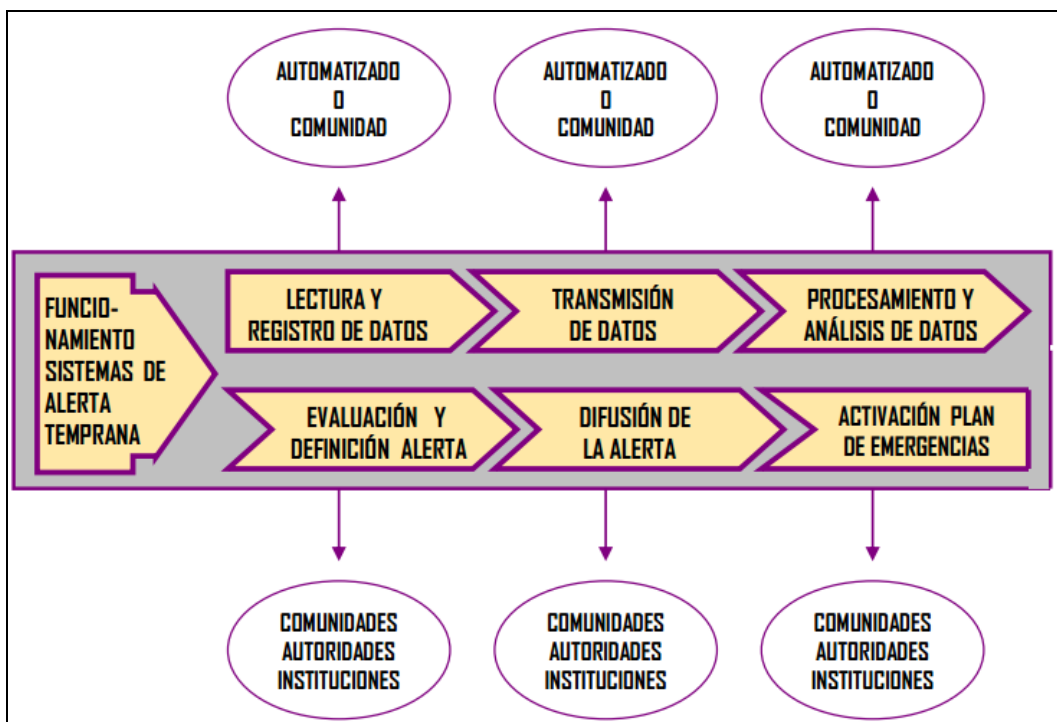 AUTOMATIZADO
O
COMUNIDAD
AUTOMATIZADO
O
COMUNIDAD
AUTOMATIZADO
O
COMUNIDAD
FUNCIO-
NAMIENTO
SISTEMAS DE
ALERTA
TEMPRANA
LECTURA Y
REGISTRO DE DATOS
TRANSMISIÓN
DE DATOS
PROCESAMIENTO Y
ANÁLISIS DE DATOS
EVALUACIÓN Y
DEFINICIÓN ALERTA
DIFUSIÓN DE
LA ALERTA
ACTIVACIÓN PLAN
DE EMERGENCIAS
COMUNIDADES
AUTORIDADES
INSTITUCIONES
COMUNIDADES
AUTORIDADES
INSTITUCIONES
COMUNIDADES
AUTORIDADES
INSTITUCIONES